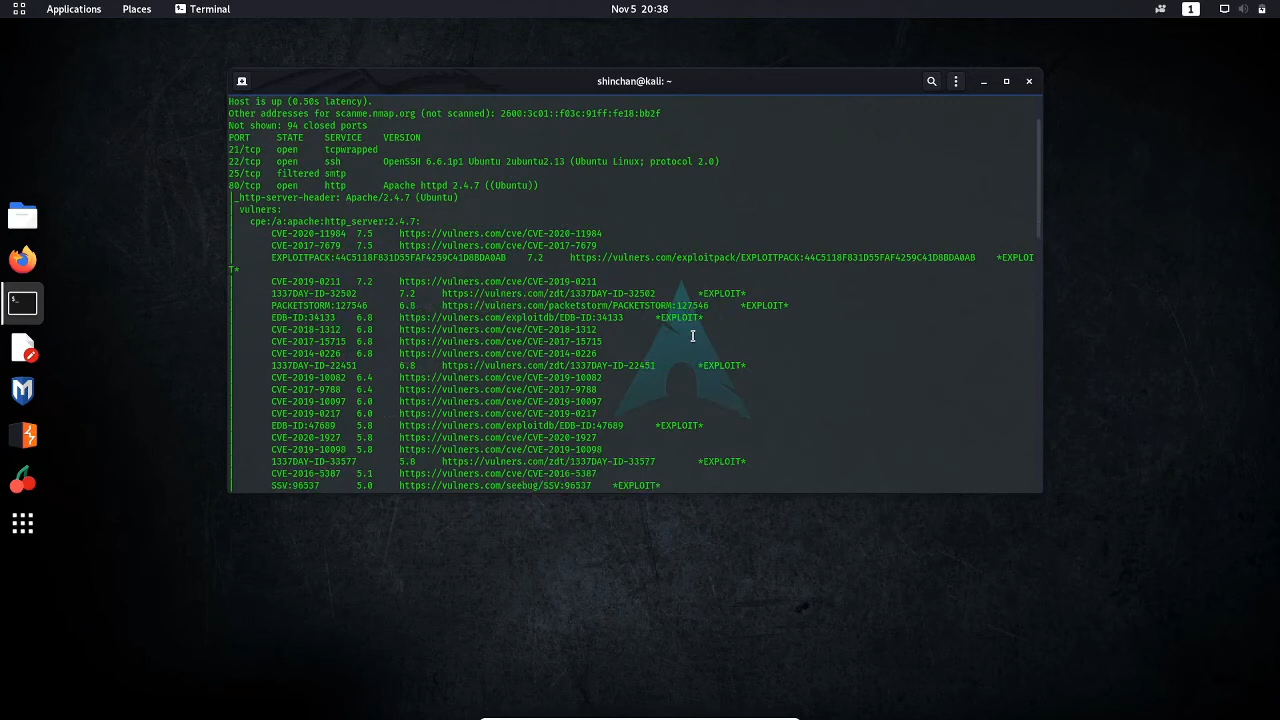 Applications Places Terminal Nov 5 20:38 1
shinchan@kali: ~
Host is up (0.50s latency).
Other addresses for scanme.nmap.org (not scanned): 2600:3c01::f03c:91ff:fe18:bb2f
Not shown: 94 closed ports
PORT STATE SERVICE VERSION
21/tcp open tcpwrapped
22/tcp open ssh OpenSSH 6.6.1p1 Ubuntu 2ubuntu2.13 (Ubuntu Linux; protocol 2.0)
25/tcp filtered smtp
80/tcp open http Apache httpd 2.4.7 ((Ubuntu))
|_http-server-header: Apache/2.4.7 (Ubuntu)
| vulners:
| cpe:/a:apache:http_server:2.4.7:
| CVE-2020-11984 7.5 https://vulners.com/cve/CVE-2020-11984
| CVE-2017-7679 7.5 https://vulners.com/cve/CVE-2017-7679
| EXPLOITPACK:44C5118F831D55FAF4259C41D8BDA0AB 7.2 https://vulners.com/exploitpack/EXPLOITPACK:44C5118F831D55FAF4259C41D8BDA0AB *EXPLOI
T*
| CVE-2019-0211 7.2 https://vulners.com/cve/CVE-2019-0211
| 1337DAY-ID-32502 7.2 https://vulners.com/zdt/1337DAY-ID-32502 *EXPLOIT*
| PACKETSTORM:127546 6.8 https://vulners.com/packetstorm/PACKETSTORM:127546 *EXPLOIT*
| EDB-ID:34133 6.8 https://vulners.com/exploitdb/EDB-ID:34133 *EXPLOIT*
| CVE-2018-1312 6.8 https://vulners.com/cve/CVE-2018-1312
| CVE-2017-15715 6.8 https://vulners.com/cve/CVE-2017-15715
| CVE-2014-0226 6.8 https://vulners.com/cve/CVE-2014-0226
| 1337DAY-ID-22451 6.8 https://vulners.com/zdt/1337DAY-ID-22451 *EXPLOIT*
| CVE-2019-10082 6.4 https://vulners.com/cve/CVE-2019-10082
| CVE-2017-9788 6.4 https://vulners.com/cve/CVE-2017-9788
| CVE-2019-10097 6.0 https://vulners.com/cve/CVE-2019-10097
| CVE-2019-0217 6.0 https://vulners.com/cve/CVE-2019-0217
| EDB-ID:47689 5.8 https://vulners.com/exploitdb/EDB-ID:47689 *EXPLOIT*
| CVE-2020-1927 5.8 https://vulners.com/cve/CVE-2020-1927
| CVE-2019-10098 5.8 https://vulners.com/cve/CVE-2019-10098
| 1337DAY-ID-33577 5.8 https://vulners.com/zdt/1337DAY-ID-33577 *EXPLOIT*
| CVE-2016-5387 5.1 https://vulners.com/cve/CVE-2016-5387
| SSV:96537 5.0 https://vulners.com/seebug/SSV:96537 *EXPLOIT*